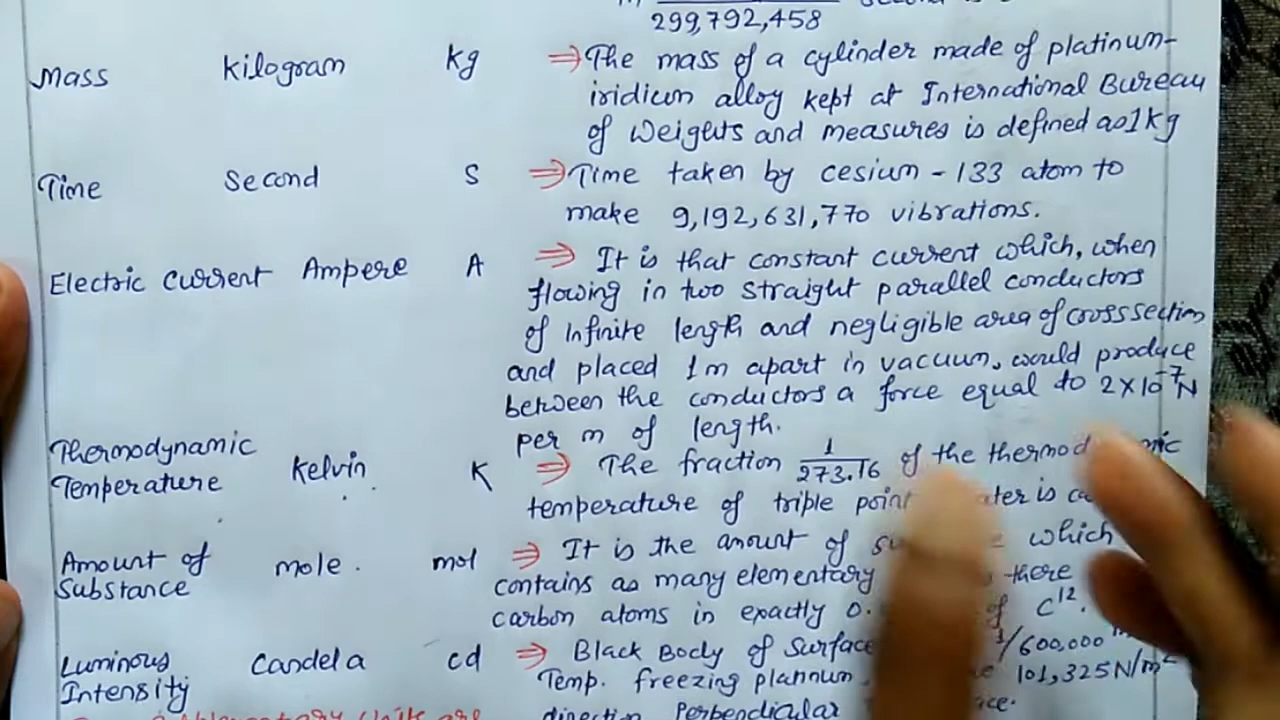 299,792,458
Mass kilogram kg ⇒ The mass of a cylinder made of platinum-
iridium alloy kept at International Bureau
of Weights and measures is defined as 1kg
Time Second S ⇒ Time taken by cesium - 133 atom to
make 9,192,631,770 vibrations.
Electric Current Ampere A ⇒ It is that constant current which, when
flowing in two straight parallel conductors
of Infinite length and negligible area of cross section
and placed 1m apart in vacuum, would produce
between the conductors a force equal to 2×10⁻⁷N
per m of length.
Thermodynamic
Temperature Kelvin K ⇒ The fraction 1/273.16 of the
temperature of triple
Amount of
Substance mole. mol ⇒ It is the amount of which
contains as many elementary there
carbon atoms in exactly 0. of C¹².
Luminous
Intensity Candela cd ⇒ Black Body of Surface 1/600,000
Temp. freezing plannum 101,325N/m²
direction Perpendicular